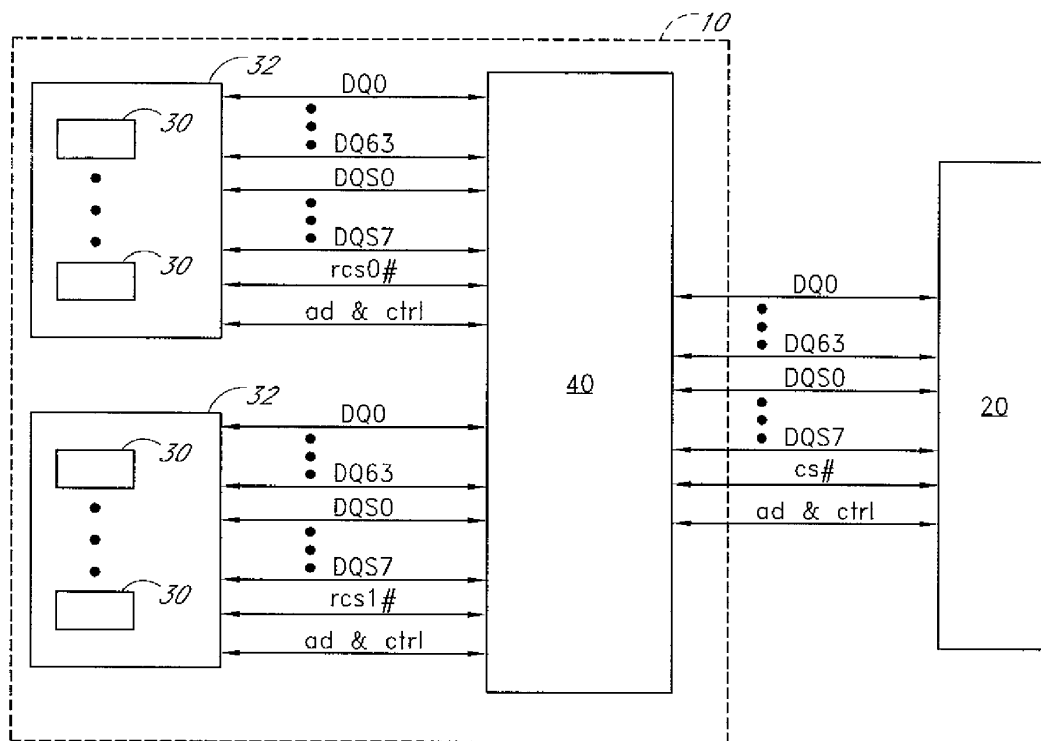 10
32
30
30
DQ0
DQ63
DQS0
DQS7
rcs0#
ad & ctrl
32
30
30
DQ0
DQ63
DQS0
DQS7
rcs1#
ad & ctrl
40
DQ0
DQ63
DQS0
DQS7
cs#
ad & ctrl
20